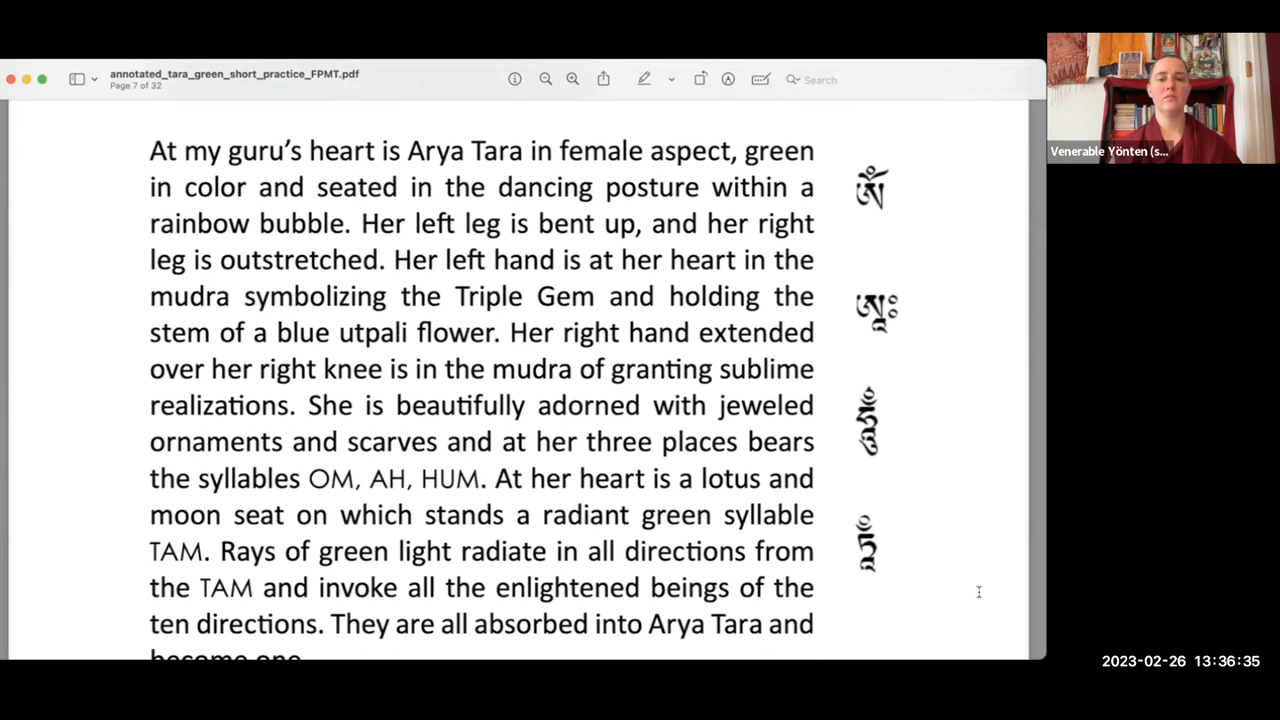 annotated_tara_green_short_practice_FPMT.pdf
Page 7 of 32
Search
At my guru’s heart is Arya Tara in female aspect, green
in color and seated in the dancing posture within a
rainbow bubble. Her left leg is bent up, and her right
leg is outstretched. Her left hand is at her heart in the
mudra symbolizing the Triple Gem and holding the
stem of a blue utpali flower. Her right hand extended
over her right knee is in the mudra of granting sublime
realizations. She is beautifully adorned with jeweled
ornaments and scarves and at her three places bears
the syllables OM, AH, HUM. At her heart is a lotus and
moon seat on which stands a radiant green syllable
TAM. Rays of green light radiate in all directions from
the TAM and invoke all the enlightened beings of the
ten directions. They are all absorbed into Arya Tara and
become one.
ཨོཾ
Venerable Yönten (s...
2023-02-26 13:36:35